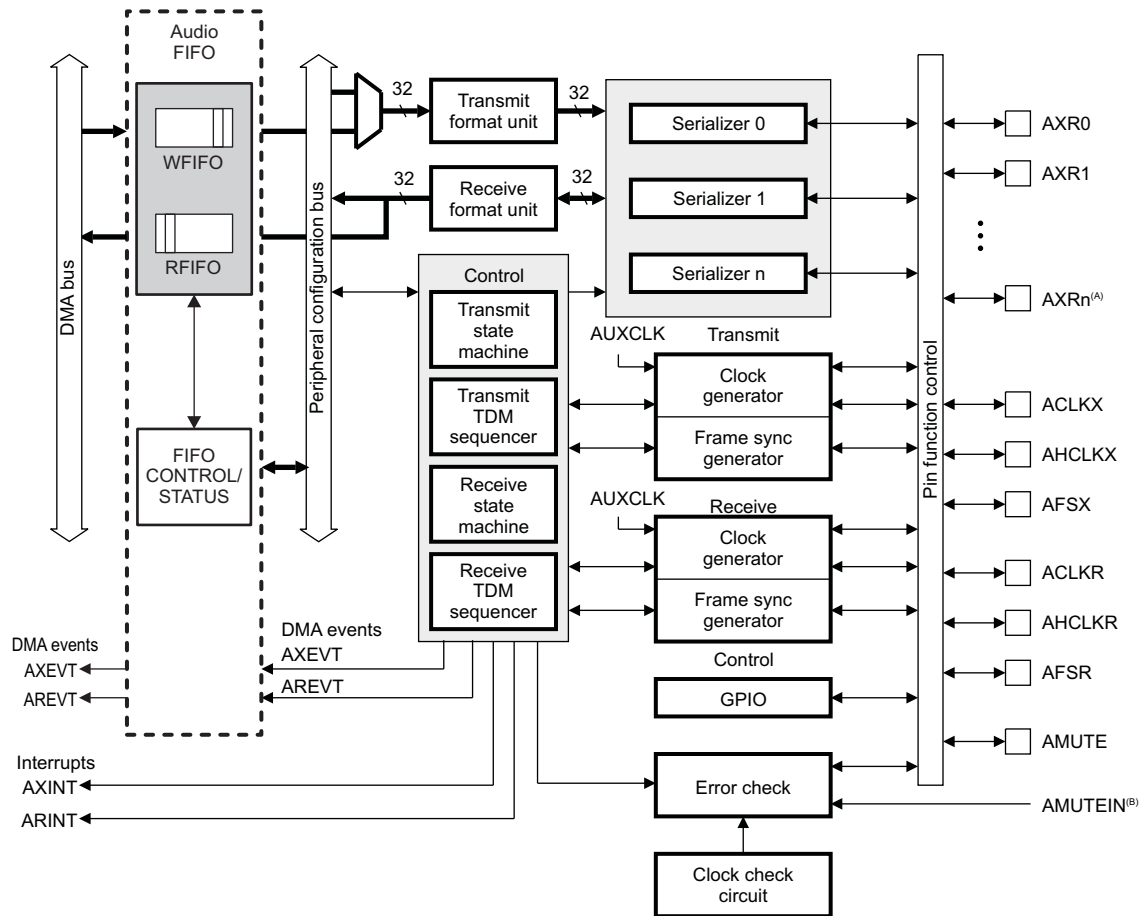 Audio
FIFO
WFIFO
RFIFO
DMA bus
FIFO
CONTROL/
STATUS
Peripheral configuration bus
32
Transmit
format unit
32
32
Receive
format unit
32
Serializer 0
Serializer 1
Serializer n
Control
Transmit
state
machine
Transmit
TDM
sequencer
Receive
state
machine
Receive
TDM
sequencer
Transmit
AUXCLK
Clock
generator
Frame sync
generator
Receive
AUXCLK
Clock
generator
Frame sync
generator
Control
GPIO
Error check
Clock check
circuit
Pin function control
AXR0
AXR1
AXRn(A)
ACLKX
AHCLKX
AFSX
ACLKR
AHCLKR
AFSR
AMUTE
AMUTEIN(B)
DMA events
AXEVT
AREVT
DMA events
AXEVT
AREVT
Interrupts
AXINT
ARINT